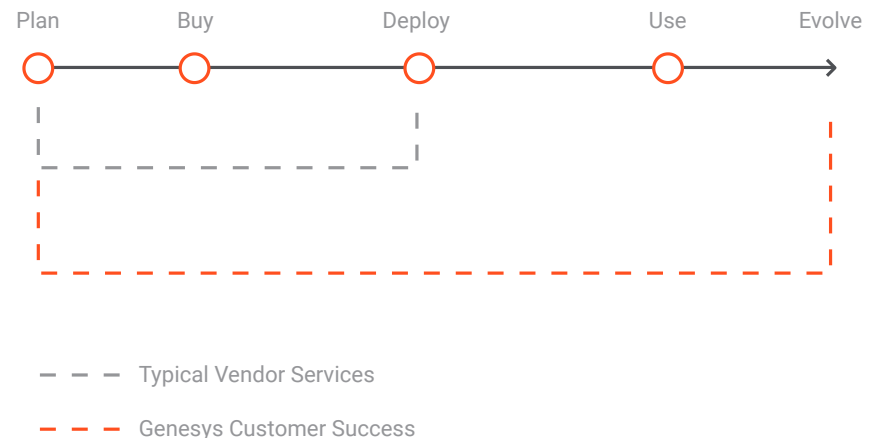 Plan Buy Deploy Use Evolve
Typical Vendor Services
Genesys Customer Success